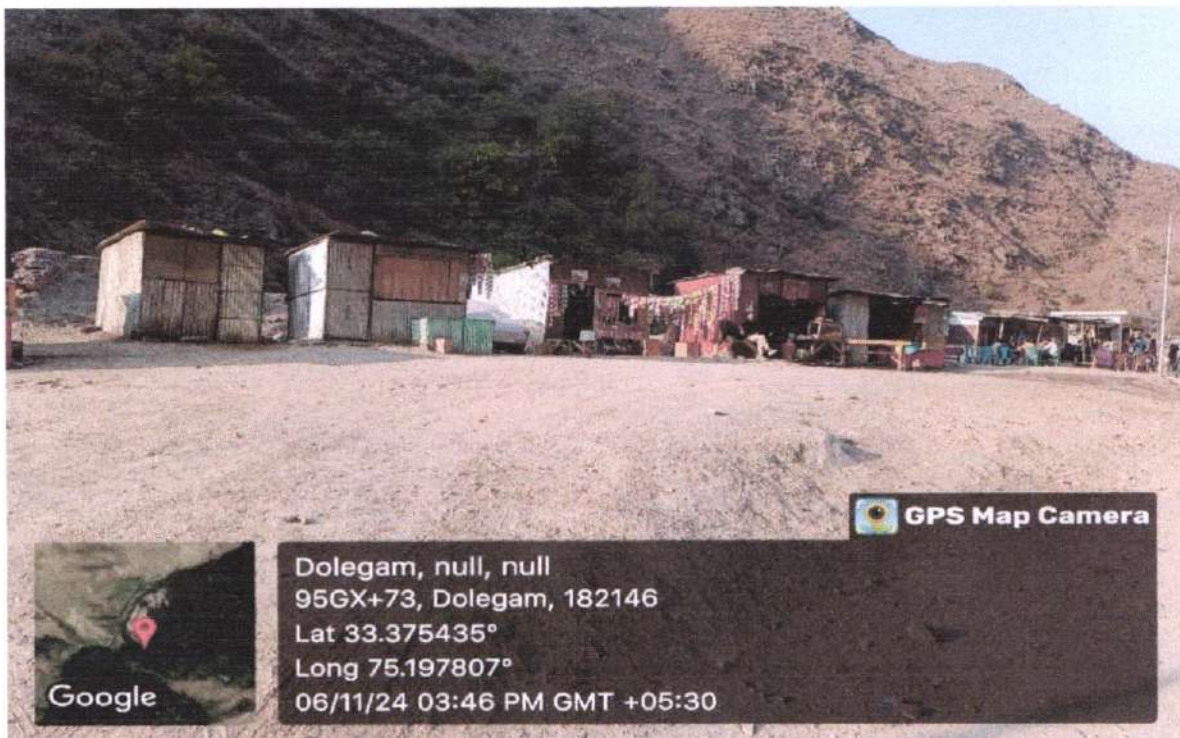 GPS Map Camera
Dolegam, null, null
95GX+73, Dolegam, 182146
Lat 33.375435°
Long 75.197807°
06/11/24 03:46 PM GMT +05:30
Google